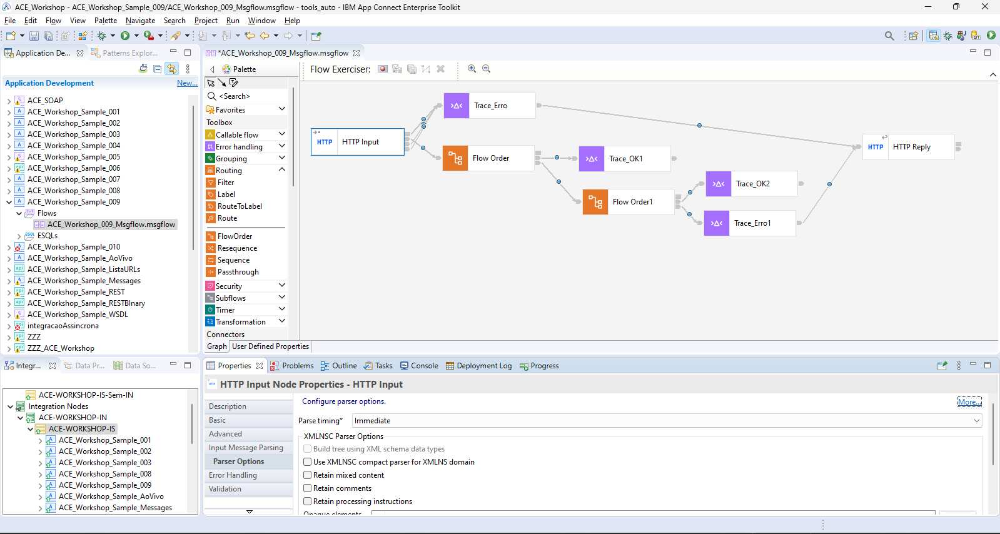 ACE_Workshop - ACE_Workshop_Sample_009/ACE_Workshop_009_Msgflow.msgflow - tools_auto - IBM App Connect Enterprise Toolkit
File Edit Flow View Palette Navigate Search Project Run Window Help
Application De... Patterns Explor...
Application Development New...
ACE_SOAP
ACE_Workshop_Sample_001
ACE_Workshop_Sample_002
ACE_Workshop_Sample_003
ACE_Workshop_Sample_004
ACE_Workshop_Sample_005
ACE_Workshop_Sample_006
ACE_Workshop_Sample_007
ACE_Workshop_Sample_008
ACE_Workshop_Sample_009
Flows
ACE_Workshop_009_Msgflow.msgflow
ESQLs
ACE_Workshop_Sample_010
ACE_Workshop_Sample_AoVivo
ACE_Workshop_Sample_ListaURLs
ACE_Workshop_Sample_Messages
ACE_Workshop_Sample_REST
ACE_Workshop_Sample_RESTBInary
ACE_Workshop_Sample_WSDL
integracaoAssincrona
ZZZ
ZZZ_ACE_Workshop
*ACE_Workshop_009_Msgflow.msgflow
Palette
<Search>
Favorites
Toolbox
Callable flow
Error handling
Grouping
Routing
Filter
Label
RouteToLabel
Route
FlowOrder
Resequence
Sequence
Passthrough
Security
Subflows
Timer
Transformation
Connectors
Flow Exerciser:
Trace_Erro
HTTP HTTP Input
Flow Order
Trace_OK1
Flow Order1
Trace_OK2
Trace_Erro1
HTTP HTTP Reply
Graph User Defined Properties
Integr... Data Pr... Data So...
ACE-WORKSHOP-IS-Sem-IN
Integration Nodes
ACE-WORKSHOP-IN
ACE-WORKSHOP-IS
ACE_Workshop_Sample_001
ACE_Workshop_Sample_002
ACE_Workshop_Sample_003
ACE_Workshop_Sample_008
ACE_Workshop_Sample_009
ACE_Workshop_Sample_AoVivo
ACE_Workshop_Sample_Messages
Properties Problems Outline Tasks Console Deployment Log Progress
HTTP Input Node Properties - HTTP Input
Description
Basic
Advanced
Input Message Parsing
Parser Options
Error Handling
Validation
Configure parser options. More...
Parse timing* Immediate
XMLNSC Parser Options
Build tree using XML schema data types
Use XMLNSC compact parser for XMLNS domain
Retain mixed content
Retain comments
Retain processing instructions
Opaque elements